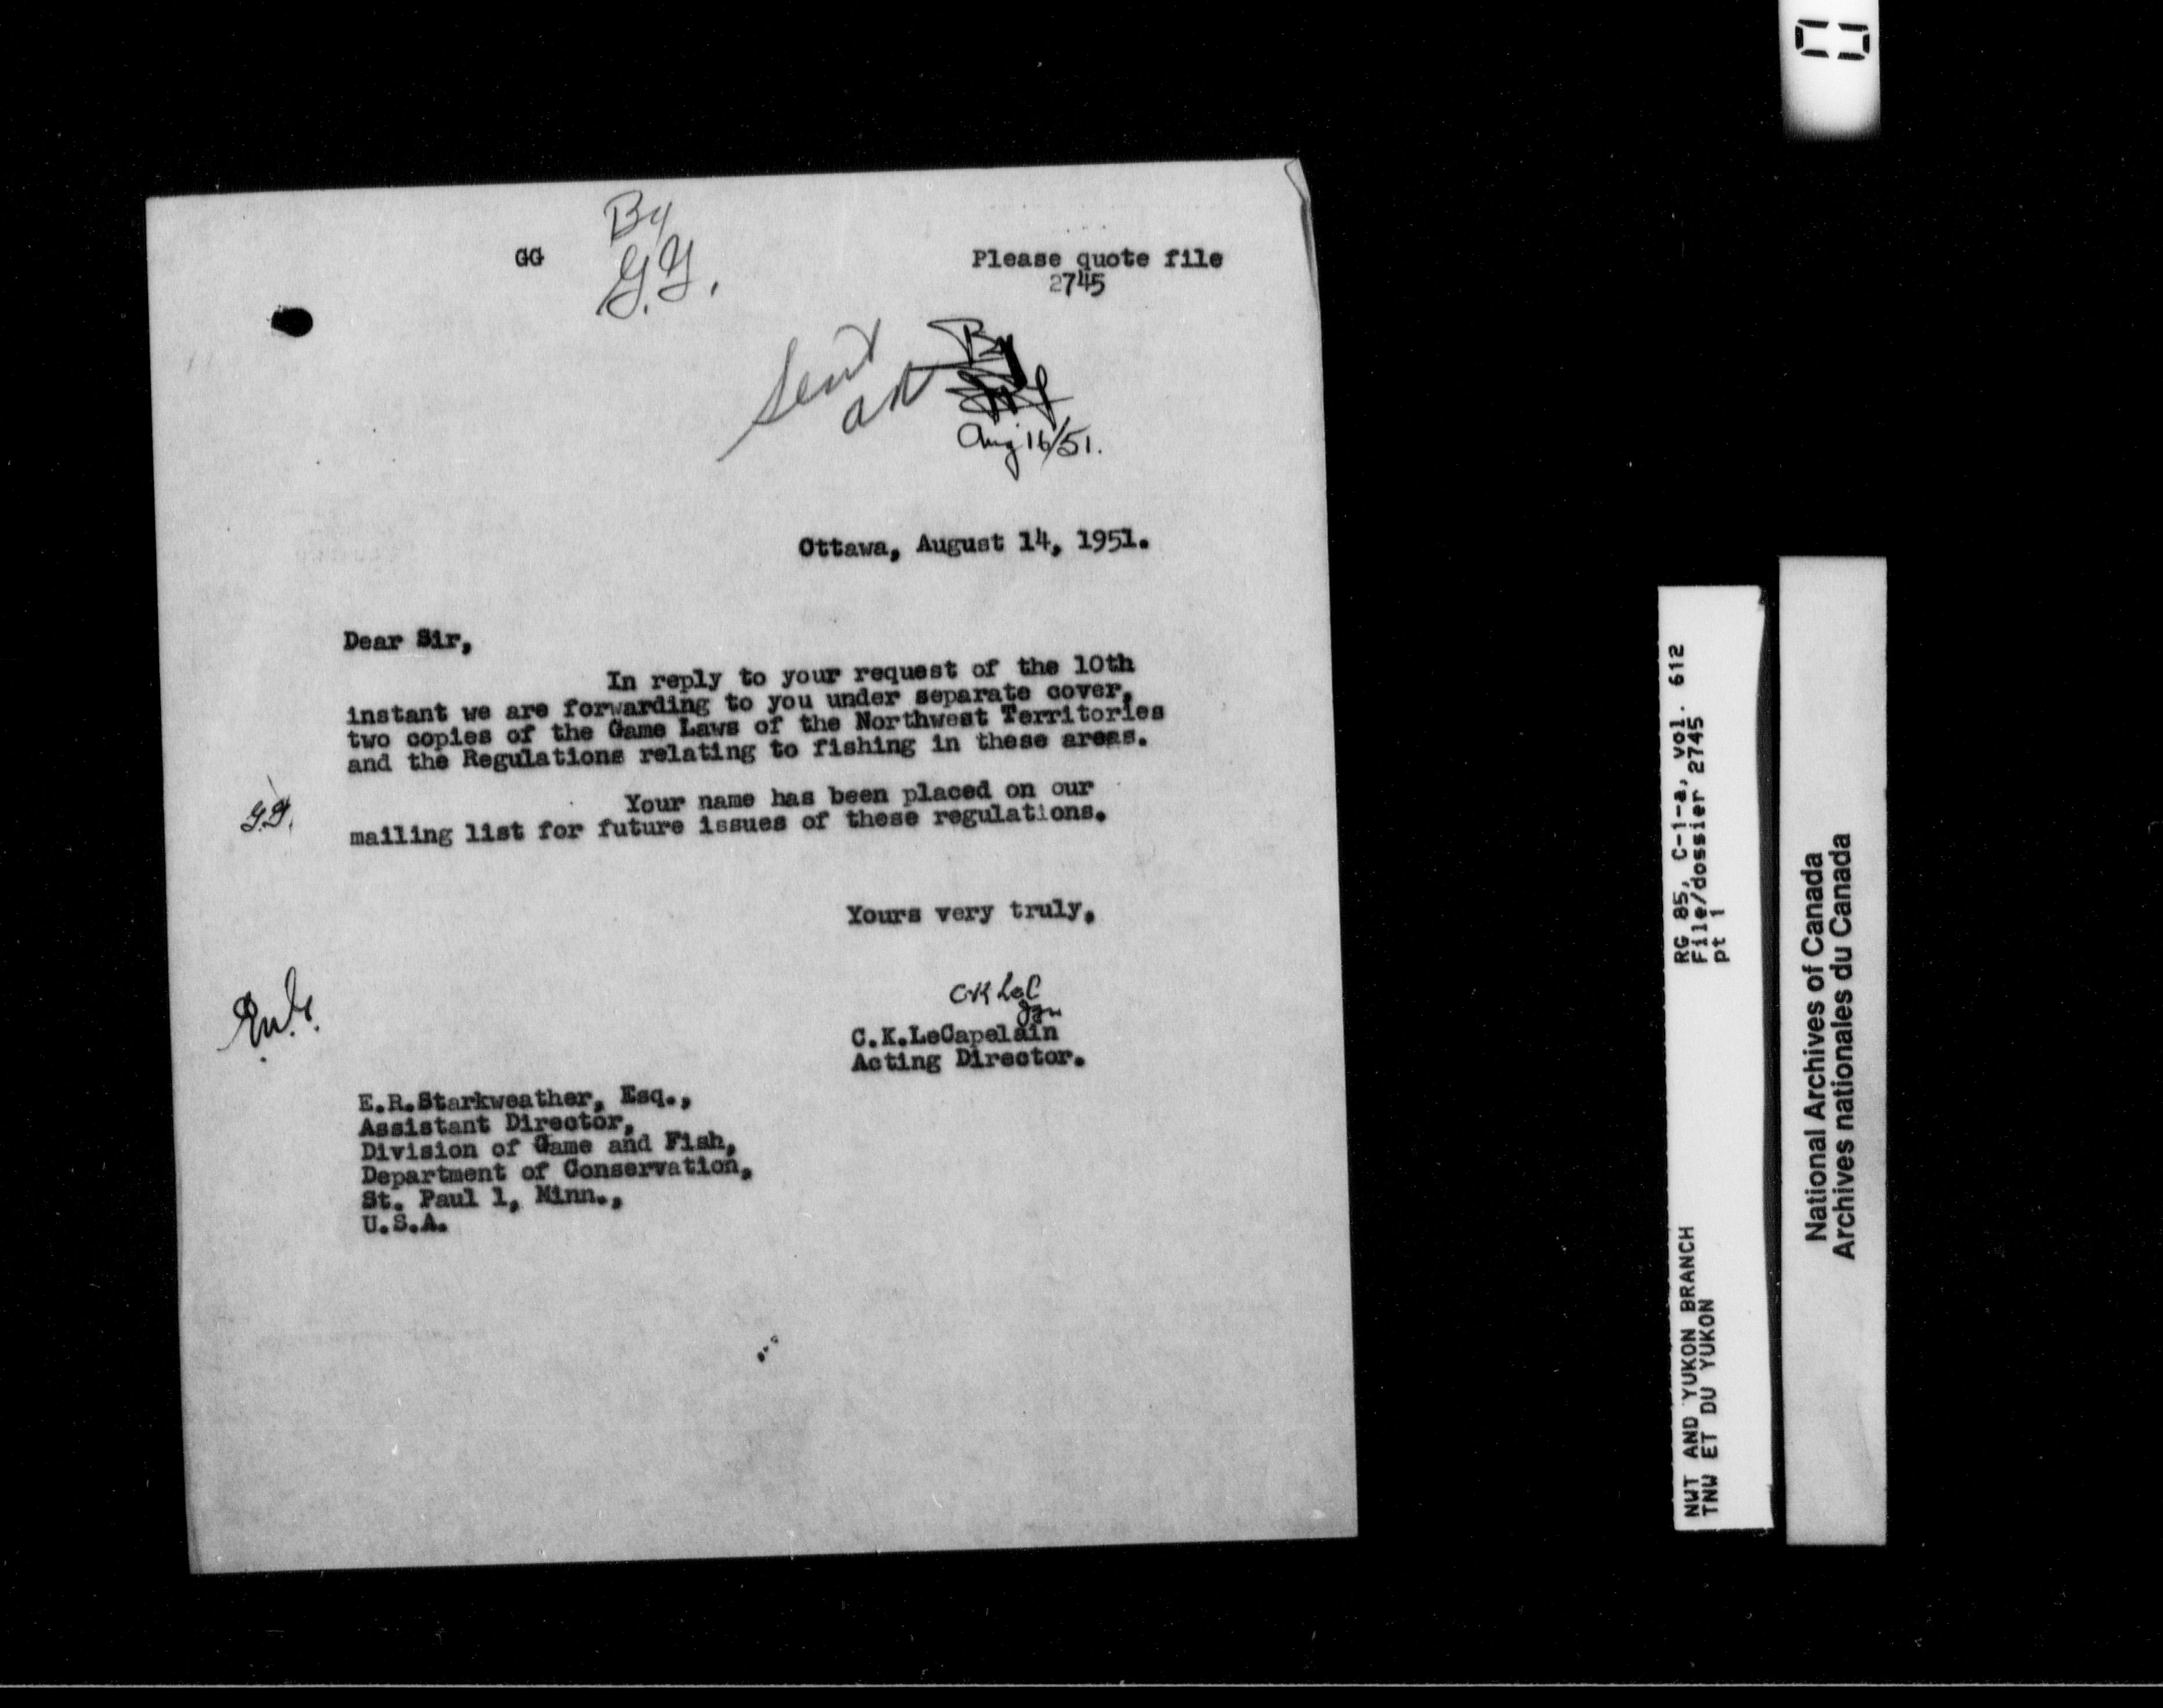 By
GG
G.G.
Please quote file
2745
Sent
By
Aug 16/51.
Ottawa, August 14, 1951.
Dear Sir,
In reply to your request of the 10th
instant we are forwarding to you under separate cover,
two copies of the Game Laws of the Northwest Territories
and the Regulations relating to fishing in these areas.
G.G.
Your name has been placed on our
mailing list for future issues of these regulations.
Yours very truly,
CK LeC
C.K.LeCapelain
Acting Director.
E.R.Starkweather, Esq.,
Assistant Director,
Division of Game and Fish,
Department of Conservation,
St. Paul 1, Minn.,
U.S.A.
RG 85, C-1-a, vol. 612
File/dossier 2745
pt 1
NWT AND YUKON BRANCH
TNW ET DU YUKON
National Archives of Canada
Archives nationales du Canada